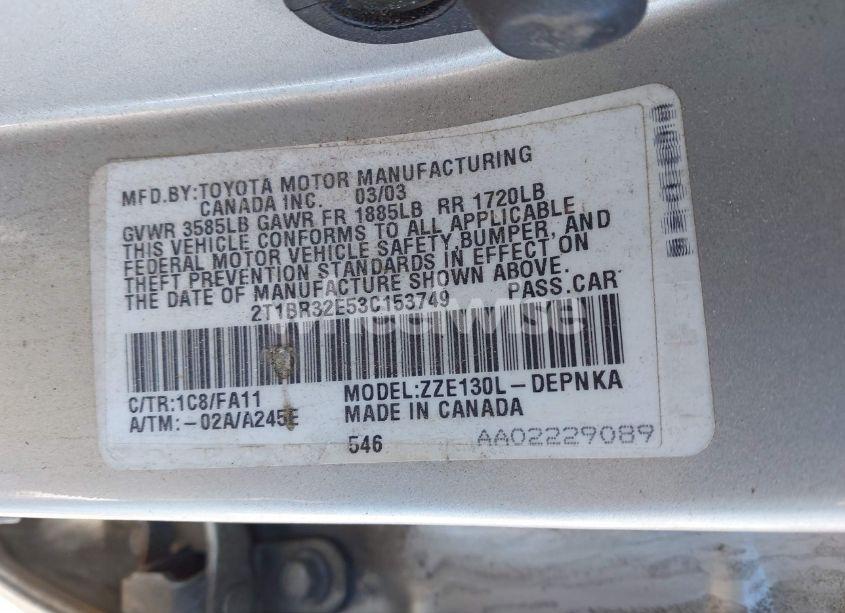 MFD.BY:TOYOTA MOTOR MANUFACTURING
CANADA INC. 03/03
GVWR 3585LB GAWR FR 1885LB RR 1720LB
THIS VEHICLE CONFORMS TO ALL APPLICABLE
FEDERAL MOTOR VEHICLE SAFETY,BUMPER, AND
THEFT PREVENTION STANDARDS IN EFFECT ON
THE DATE OF MANUFACTURE SHOWN ABOVE.
2T1BR32E53C153749 PASS.CAR
wheelwise
C/TR:1C8/FA11 MODEL:ZZE130L-DEPNKA
A/TM:-02A/A245E MADE IN CANADA
546 AA02229089